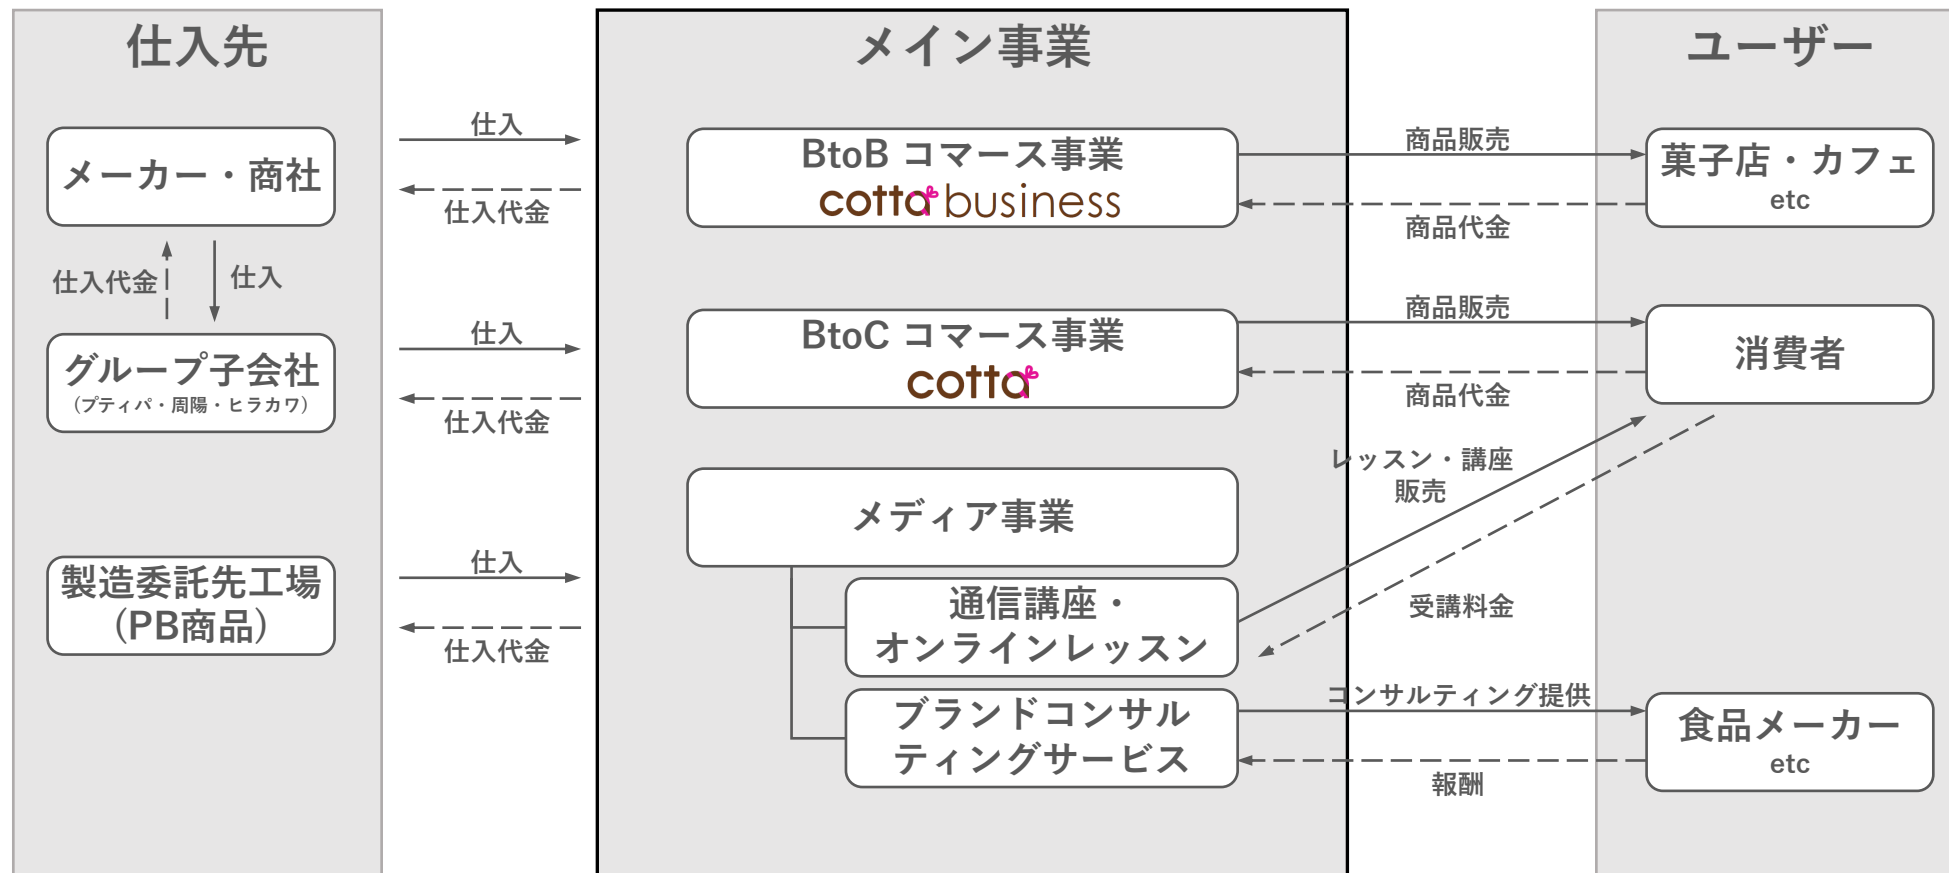 仕入先
メーカー・商社
仕入代金
仕入
グループ子会社
（プティパ・周陽・ヒラカワ）
製造委託先工場
(PB商品)
仕入
仕入代金
仕入
仕入代金
仕入
仕入代金
メイン事業
BtoB コマース事業
cotta business
BtoC コマース事業
cotta
メディア事業
通信講座・
オンラインレッスン
ブランドコンサル
ティングサービス
商品販売
商品代金
商品販売
商品代金
レッスン・講座
販売
受講料金
コンサルティング提供
報酬
ユーザー
菓子店・カフェ
etc
消費者
食品メーカー
etc